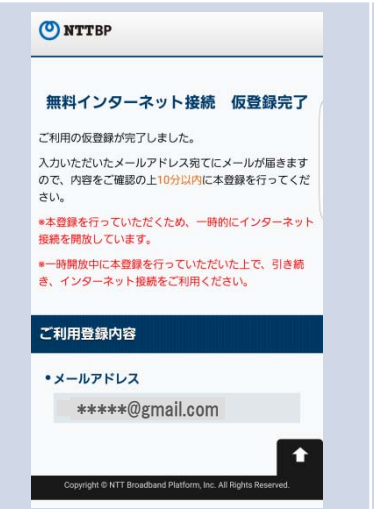 NTTBP
無料インターネット接続 仮登録完了
ご利用の仮登録が完了しました。
入力いただいたメールアドレス宛てにメールが届きます
ので、内容をご確認の上10分以内に本登録を行ってくだ
さい。
※本登録を行っていただくため、一時的にインターネット
接続を開放しています。
※一時開放中に本登録を行っていただいた上で、引き続
き、インターネット接続をご利用ください。
ご利用登録内容
•メールアドレス
*****@gmail.com
Copyright © NTT Broadband Platform, Inc. All Rights Reserved.